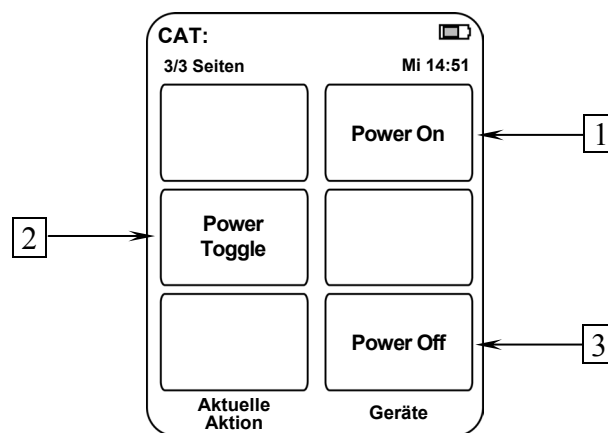 CAT:
3/3 Seiten
Mi 14:51
Power On
1
2
Power
Toggle
Power Off
3
Aktuelle
Aktion
Geräte